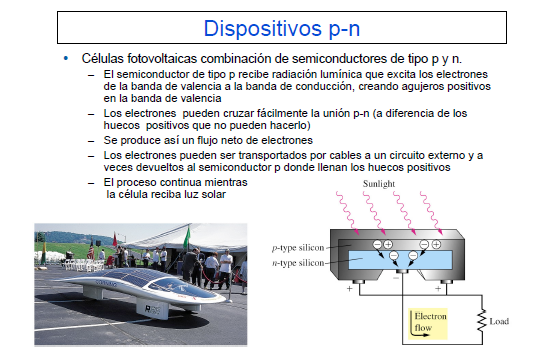 Dispositivos p-n
• Células fotovoltaicas combinación de semiconductores de tipo p y n.
– El semiconductor de tipo p recibe radiación lumínica que excita los electrones
de la banda de valencia a la banda de conducción, creando agujeros positivos
en la banda de valencia
– Los electrones pueden cruzar fácilmente la unión p-n (a diferencia de los
huecos positivos que no pueden hacerlo)
– Se produce así un flujo neto de electrones
– Los electrones pueden ser transportados por cables a un circuito externo y a
veces devueltos al semiconductor p donde llenan los huecos positivos
– El proceso continua mientras
la célula reciba luz solar
Sunlight
p-type silicon
n-type silicon
− + − +
− −
+ − +
Electron
flow
Load